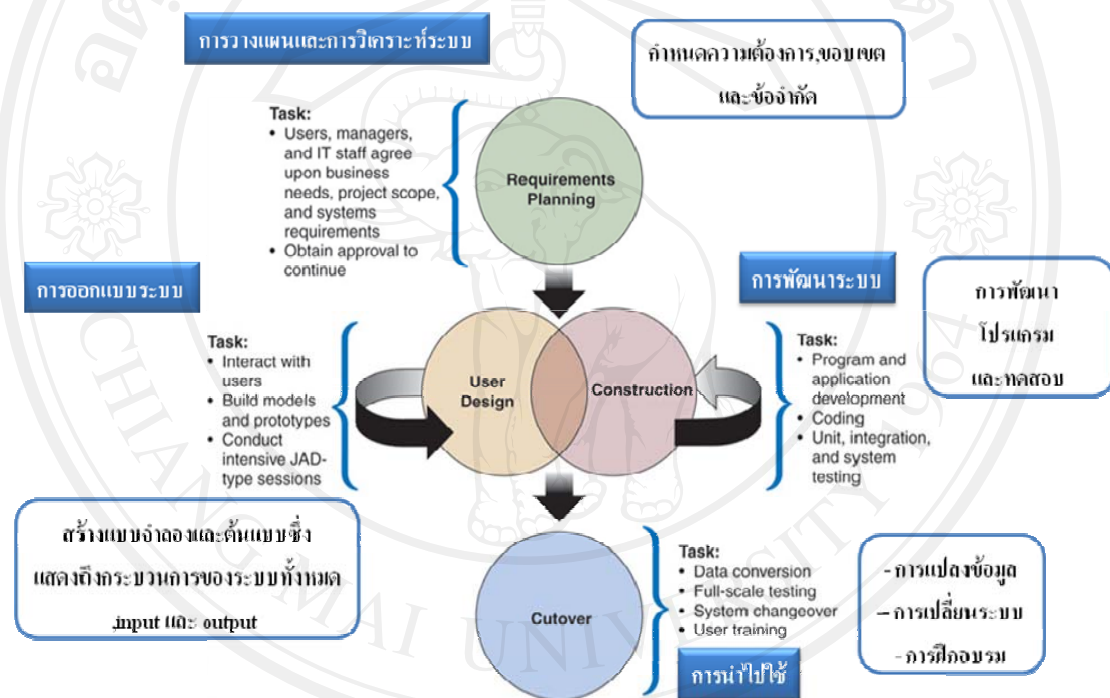 การวางแผนและการวิเคราะห์ระบบ
กำหนดความต้องการ,ขอบเขต
และข้อจำกัด
Task:
• Users, managers,
and IT staff agree
upon business
needs, project scope,
and systems
requirements
• Obtain approval to
continue
Requirements
Planning
การออกแบบระบบ
การพัฒนาระบบ
การพัฒนา
โปรแกรม
และทดสอบ
Task:
• Interact with
users
• Build models
and prototypes
• Conduct
intensive JAD-
type sessions
User
Design
Construction
Task:
• Program and
application
development
• Coding
• Unit, integration,
and system
testing
สร้างแบบจำลองและต้นแบบซึ่ง
แสดงถึงกระบวนการของระบบทั้งหมด
,input และ output
Cutover
Task:
• Data conversion
• Full-scale testing
• System changeover
• User training
-การแปลงข้อมูล
–การเปลี่ยนระบบ
-การฝึกอบรม
การนำไปใช้
CHIANG MAI UNIVERSITY 1964